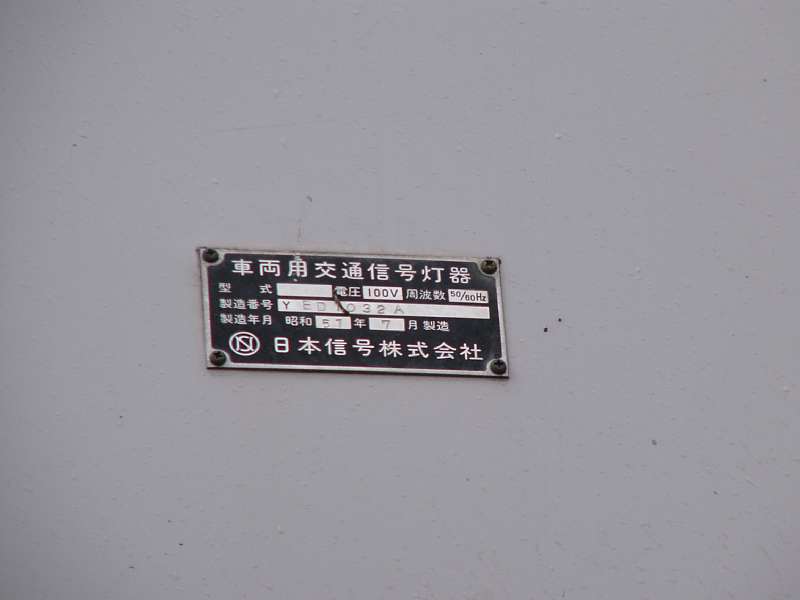 車両用交通信号灯器
型 式 電圧 100V 周波数 50/60Hz
製造番号 YED1032A
製造年月 昭和 57 年 7 月 製造
日本信号株式会社